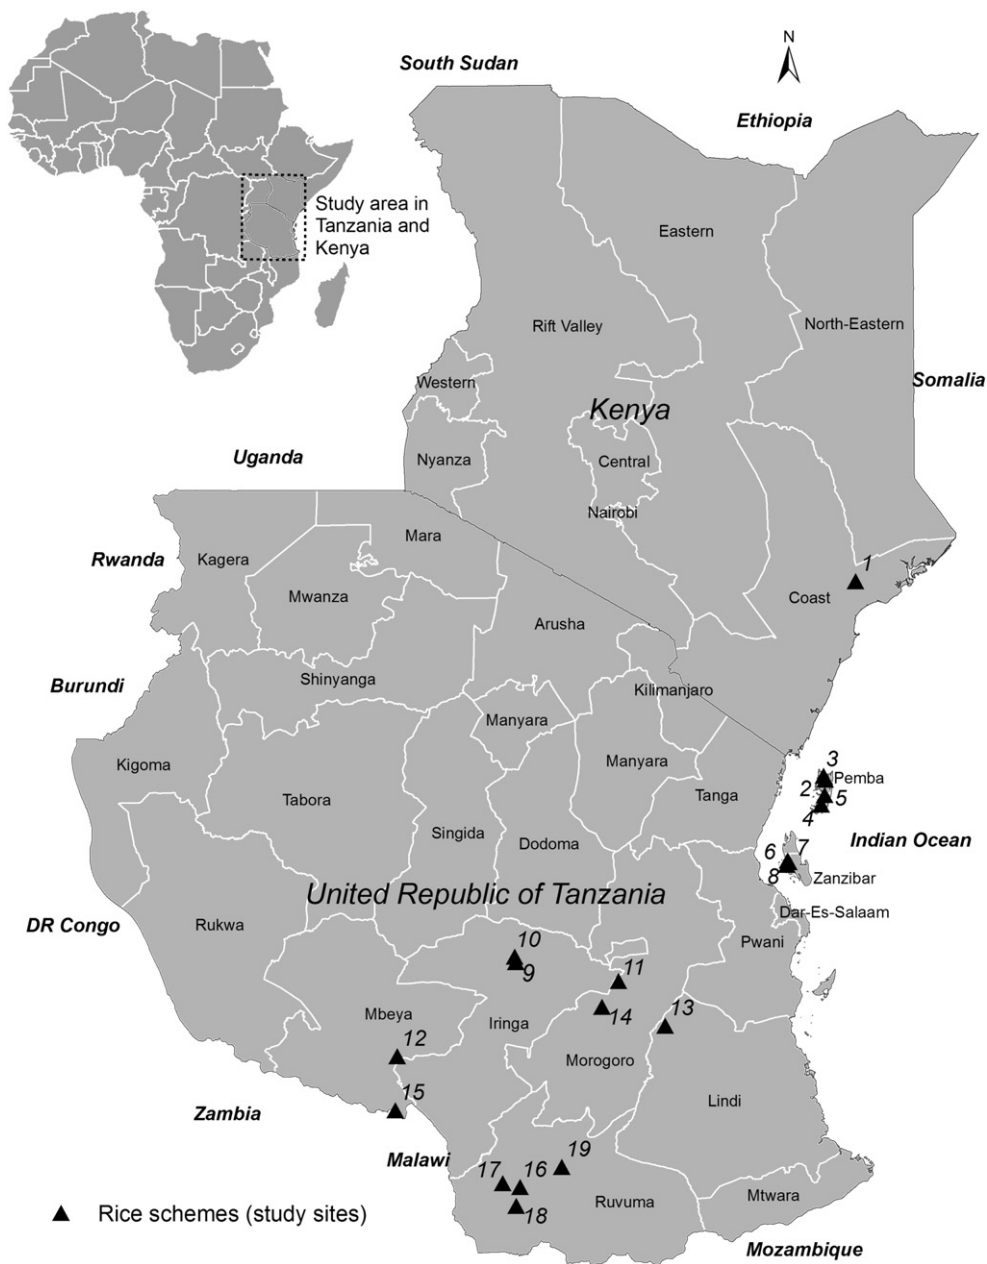 N
South Sudan
Ethiopia
Study area in
Tanzania and
Kenya
Eastern
Rift Valley
North-Eastern
Western
Somalia
Kenya
Uganda
Nyanza
Central
Nairobi
Mara
Rwanda
Kagera
1
Mwanza
Coast
Arusha
Burundi
Shinyanga
Kilimanjaro
Manyara
Kigoma
Manyara
3
Pemba
2
5
Tabora
Tanga
4
Singida
Dodoma
Indian Ocean
6
7
8
Zanzibar
United Republic of Tanzania
Dar-Es-Salaam
DR Congo
Rukwa
Pwani
10
9
11
Mbeya
14
13
Iringa
12
Morogoro
15
Lindi
Zambia
Malawi
19
17
16
Mtwara
Ruvuma
Rice schemes (study sites)
18
Mozambique